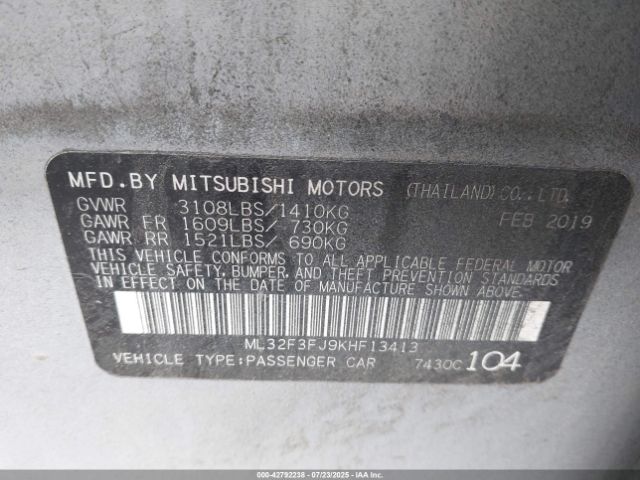 MFD.BY MITSUBISHI MOTORS (THAILAND) CO.,LTD.
GVWR 3108LBS/1410KG FEB 2019
GAWR FR 1609LBS/ 730KG
GAWR RR 1521LBS/ 690KG
THIS VEHICLE CONFORMS TO ALL APPLICABLE FEDERAL MOTOR
VEHICLE SAFETY, BUMPER, AND THEFT PREVENTION STANDARDS
IN EFFECT ON THE DATE OF MANUFACTURE SHOWN ABOVE.
ML32F3FJ9KHF13413
VEHICLE TYPE:PASSENGER CAR 7430C 104
000-42792238 - 07/23/2025 - IAAI.COM